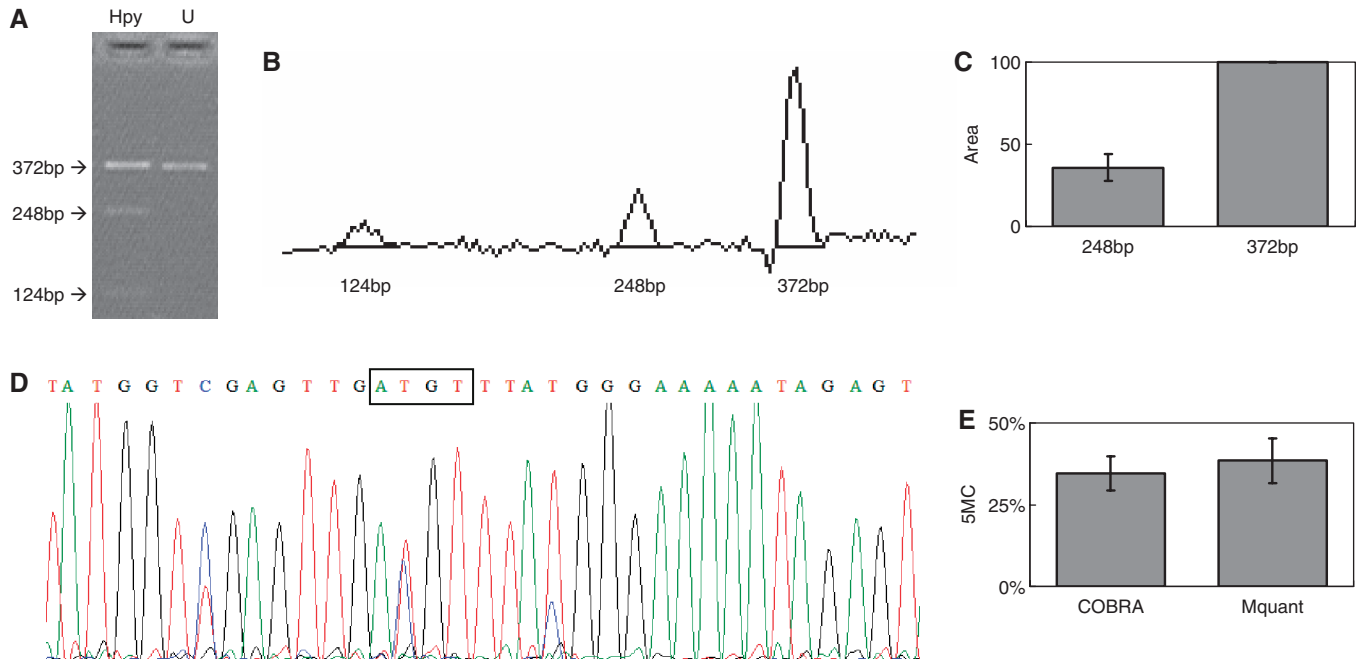 A
Hpy U
372bp →
248bp →
124bp →
B
124bp 248bp 372bp
C
Area
100
50
0
248bp 372bp
D
T A T G G T C G A G T T G A T G T T T A T G G G A A A A A T A G A G T
E
5MC
50%
25%
0%
COBRA Mquant